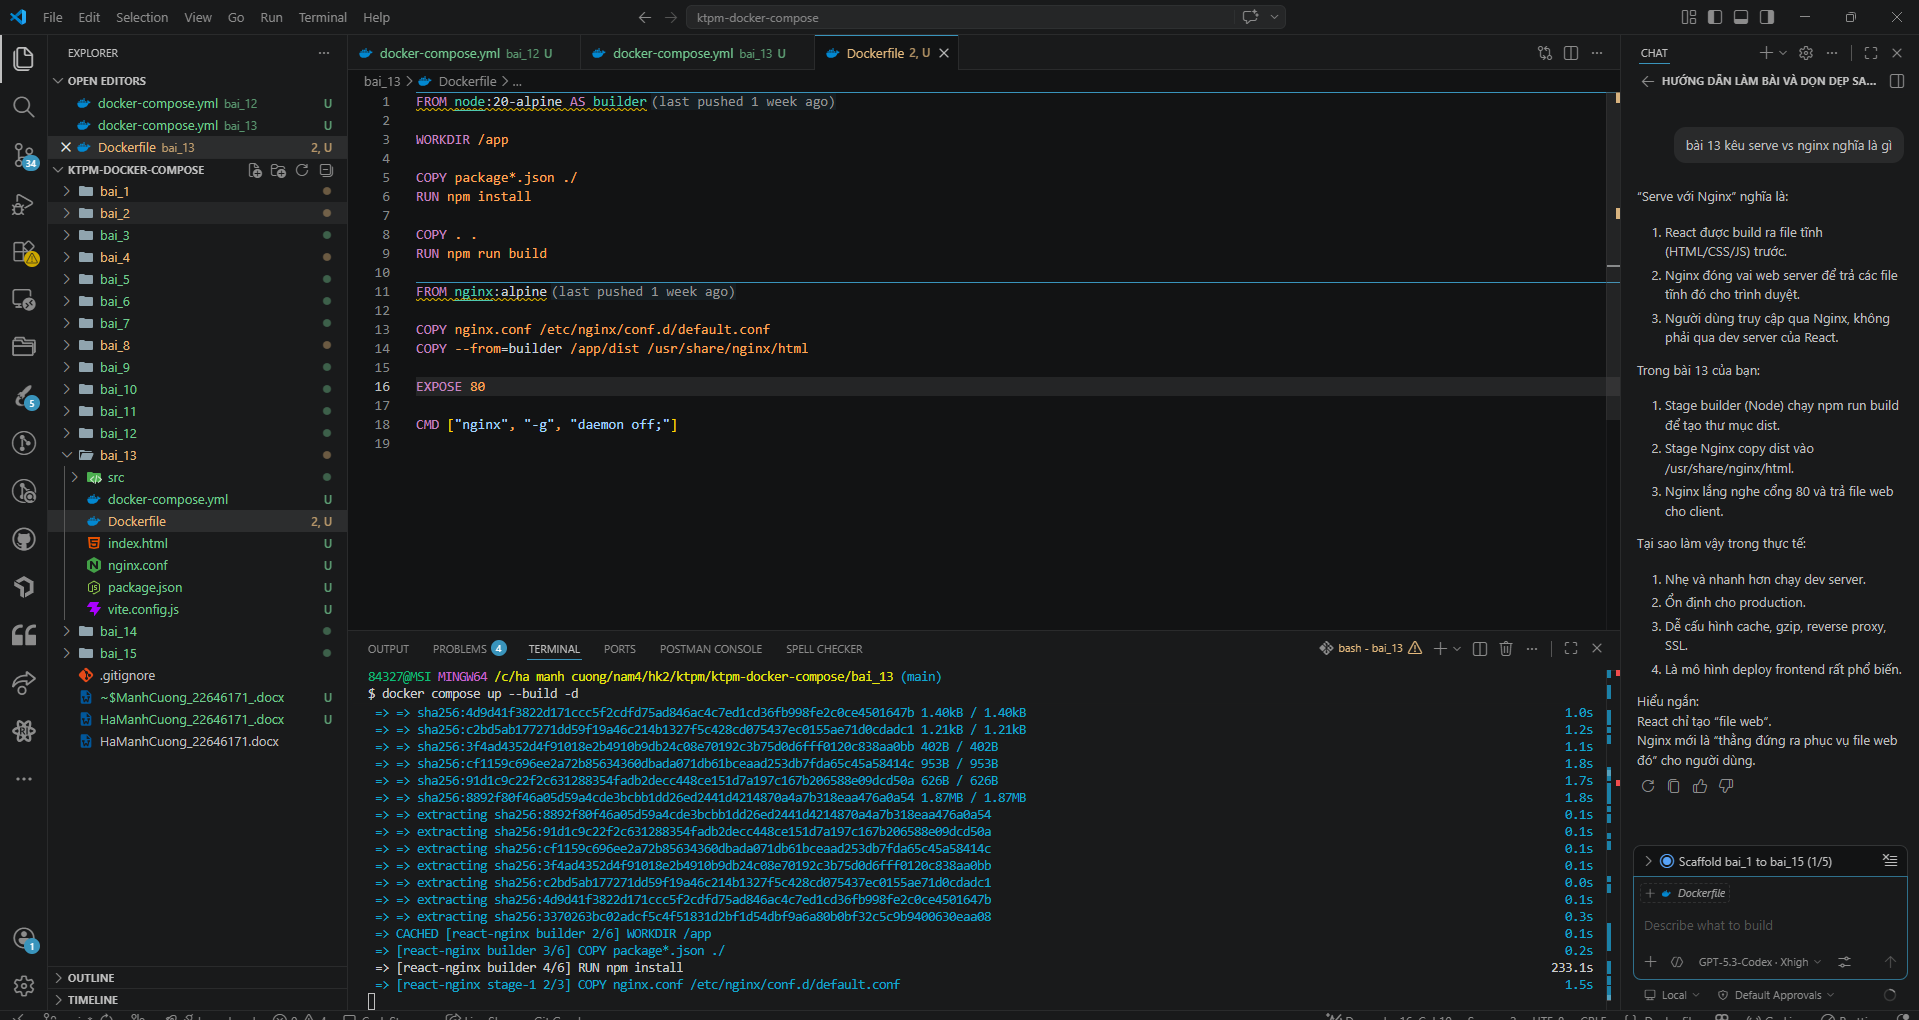 File Edit Selection View Go Run Terminal Help
ktpm-docker-compose
EXPLORER
OPEN EDITORS
docker-compose.yml bai_12 U
docker-compose.yml bai_13 U
Dockerfile bai_13 2, U
KTPM-DOCKER-COMPOSE
bai_1
bai_2
bai_3
bai_4
bai_5
bai_6
bai_7
bai_8
bai_9
bai_10
bai_11
bai_12
bai_13
src
docker-compose.yml U
Dockerfile 2, U
index.html U
nginx.conf U
package.json U
vite.config.js U
bai_14
bai_15
.gitignore
~$ManhCuong_22646171_.docx U
HaManhCuong_22646171_.docx U
HaManhCuong_22646171.docx
OUTLINE
TIMELINE
34
5
1
docker-compose.yml bai_12 U
docker-compose.yml bai_13 U
Dockerfile 2, U
bai_13 > Dockerfile > ...
1 FROM node:20-alpine AS builder (last pushed 1 week ago)
2
3 WORKDIR /app
4
5 COPY package*.json ./
6 RUN npm install
7
8 COPY . .
9 RUN npm run build
10
11 FROM nginx:alpine (last pushed 1 week ago)
12
13 COPY nginx.conf /etc/nginx/conf.d/default.conf
14 COPY --from=builder /app/dist /usr/share/nginx/html
15
16 EXPOSE 80
17
18 CMD ["nginx", "-g", "daemon off;"]
19
OUTPUT PROBLEMS 4 TERMINAL PORTS POSTMAN CONSOLE SPELL CHECKER
bash - bai_13
84327@MSI MINGW64 /c/ha manh cuong/nam4/hk2/ktpm/ktpm-docker-compose/bai_13 (main)
$ docker compose up --build -d
=> => sha256:4d9d41f3822d171ccc5f2cdfd75ad846ac4c7ed1cd36fb998fe2c0ce4501647b 1.40kB / 1.40kB 1.0s
=> => sha256:c2bd5ab177271dd59f19a46c214b1327f5c428cd075437ec0155ae71d0cdadc1 1.21kB / 1.21kB 1.2s
=> => sha256:3f4ad4352d4f91018e2b4910b9db24c08e70192c3b75d0d6fff0120c838aa0bb 402B / 402B 1.1s
=> => sha256:cf1159c696ee2a72b85634360dbada071db61bceaad253db7fda65c45a58414c 953B / 953B 1.8s
=> => sha256:91d1c9c22f2c631288354fadb2decc448ce151d7a197c167b206588e09dcd50a 626B / 626B 1.7s
=> => sha256:8892f80f46a05d59a4cde3bcbb1dd26ed2441d4214870a4a7b318eaa476a0a54 1.87MB / 1.87MB 1.8s
=> => extracting sha256:8892f80f46a05d59a4cde3bcbb1dd26ed2441d4214870a4a7b318eaa476a0a54 0.1s
=> => extracting sha256:91d1c9c22f2c631288354fadb2decc448ce151d7a197c167b206588e09dcd50a 0.1s
=> => extracting sha256:cf1159c696ee2a72b85634360dbada071db61bceaad253db7fda65c45a58414c 0.1s
=> => extracting sha256:3f4ad4352d4f91018e2b4910b9db24c08e70192c3b75d0d6fff0120c838aa0bb 0.1s
=> => extracting sha256:c2bd5ab177271dd59f19a46c214b1327f5c428cd075437ec0155ae71d0cdadc1 0.0s
=> => extracting sha256:4d9d41f3822d171ccc5f2cdfd75ad846ac4c7ed1cd36fb998fe2c0ce4501647b 0.1s
=> => extracting sha256:3370263bc02adcf5c4f51831d2bf1d54dbf9a6a80b0bf32c5c9b9400630eaa08 0.3s
=> CACHED [react-nginx builder 2/6] WORKDIR /app 0.1s
=> [react-nginx builder 3/6] COPY package*.json ./ 0.2s
=> [react-nginx builder 4/6] RUN npm install 233.1s
=> [react-nginx stage-1 2/3] COPY nginx.conf /etc/nginx/conf.d/default.conf 1.5s
CHAT
HƯỚNG DẪN LÀM BÀI VÀ DỌN DẸP SA...
bài 13 kêu serve vs nginx nghĩa là gì
“Serve với Nginx” nghĩa là:
1. React được build ra file tĩnh
(HTML/CSS/JS) trước.
2. Nginx đóng vai web server để trả các file
tĩnh đó cho trình duyệt.
3. Người dùng truy cập qua Nginx, không
phải qua dev server của React.
Trong bài 13 của bạn:
1. Stage builder (Node) chạy npm run build
để tạo thư mục dist.
2. Stage Nginx copy dist vào
/usr/share/nginx/html.
3. Nginx lắng nghe cổng 80 và trả file web
cho client.
Tại sao làm vậy trong thực tế:
1. Nhẹ và nhanh hơn chạy dev server.
2. Ổn định cho production.
3. Dễ cấu hình cache, gzip, reverse proxy,
SSL.
4. Là mô hình deploy frontend rất phổ biến.
Hiểu ngắn:
React chỉ tạo “file web”.
Nginx mới là “thằng đứng ra phục vụ file web
đó” cho người dùng.
Scaffold bai_1 to bai_15 (1/5)
Dockerfile
Describe what to build
GPT-5.3-Codex · Xhigh
Local Default Approvals